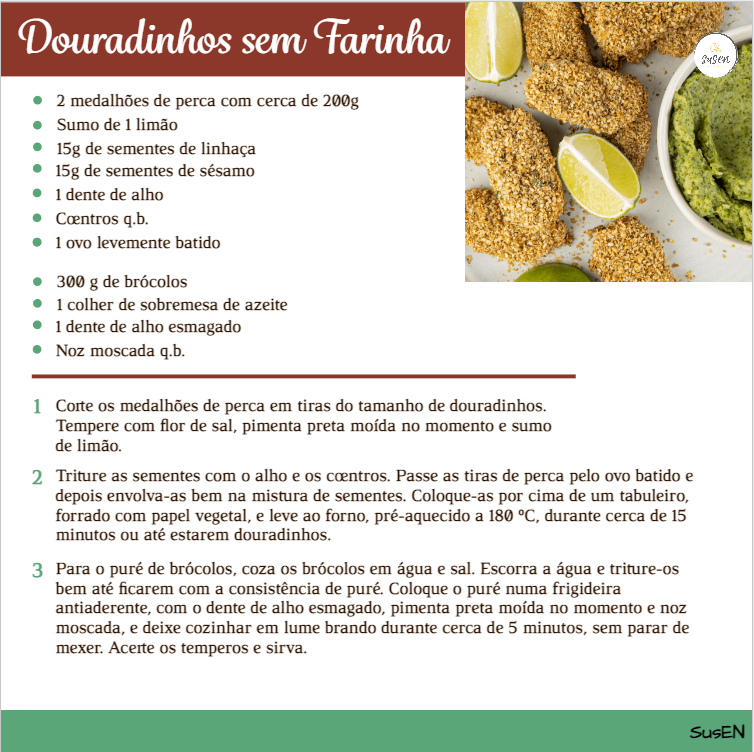 Douradinhos sem Farinha
susen
2 medalhões de perca com cerca de 200g
Sumo de 1 limão
15g de sementes de linhaça
15g de sementes de sésamo
1 dente de alho
Cœntros q.b.
1 ovo levemente batido
300 g de brócolos
1 colher de sobremesa de azeite
1 dente de alho esmagado
Noz moscada q.b.
1 Corte os medalhões de perca em tiras do tamanho de douradinhos.
Tempere com flor de sal, pimenta preta moída no momento e sumo
de limão.
2 Triture as sementes com o alho e os cœntros. Passe as tiras de perca pelo ovo batido e
depois envolva-as bem na mistura de sementes. Coloque-as por cima de um tabuleiro,
forrado com papel vegetal, e leve ao forno, pré-aquecido a 180 ºC, durante cerca de 15
minutos ou até estarem douradinhos.
3 Para o puré de brócolos, coza os brócolos em água e sal. Escorra a água e triture-os
bem até ficarem com a consistência de puré. Coloque o puré numa frigideira
antiaderente, com o dente de alho esmagado, pimenta preta moída no momento e noz
moscada, e deixe cozinhar em lume brando durante cerca de 5 minutos, sem parar de
mexer. Acerte os temperos e sirva.
SusEN